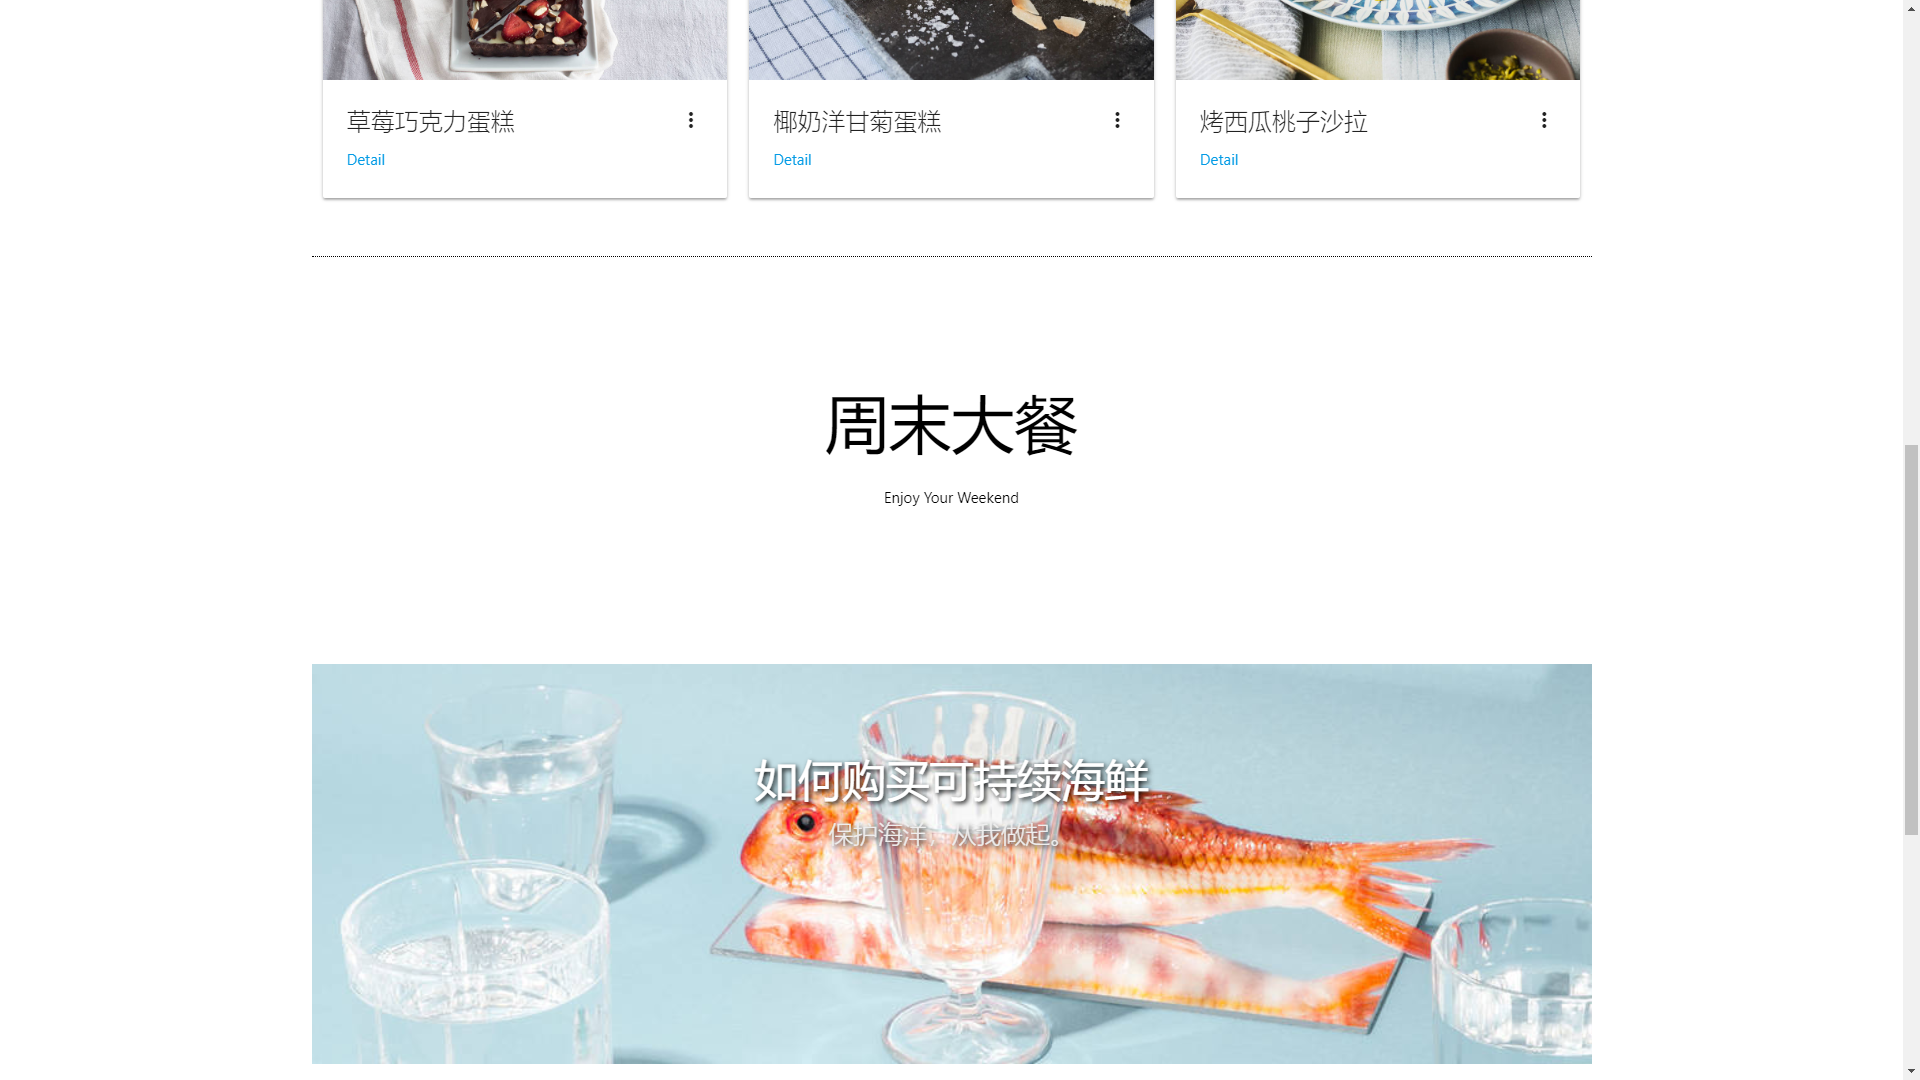 草莓巧克力蛋糕
Detail
椰奶洋甘菊蛋糕
Detail
烤西瓜桃子沙拉
Detail
周末大餐
Enjoy Your Weekend
如何购买可持续海鲜
保护海洋，从我做起。